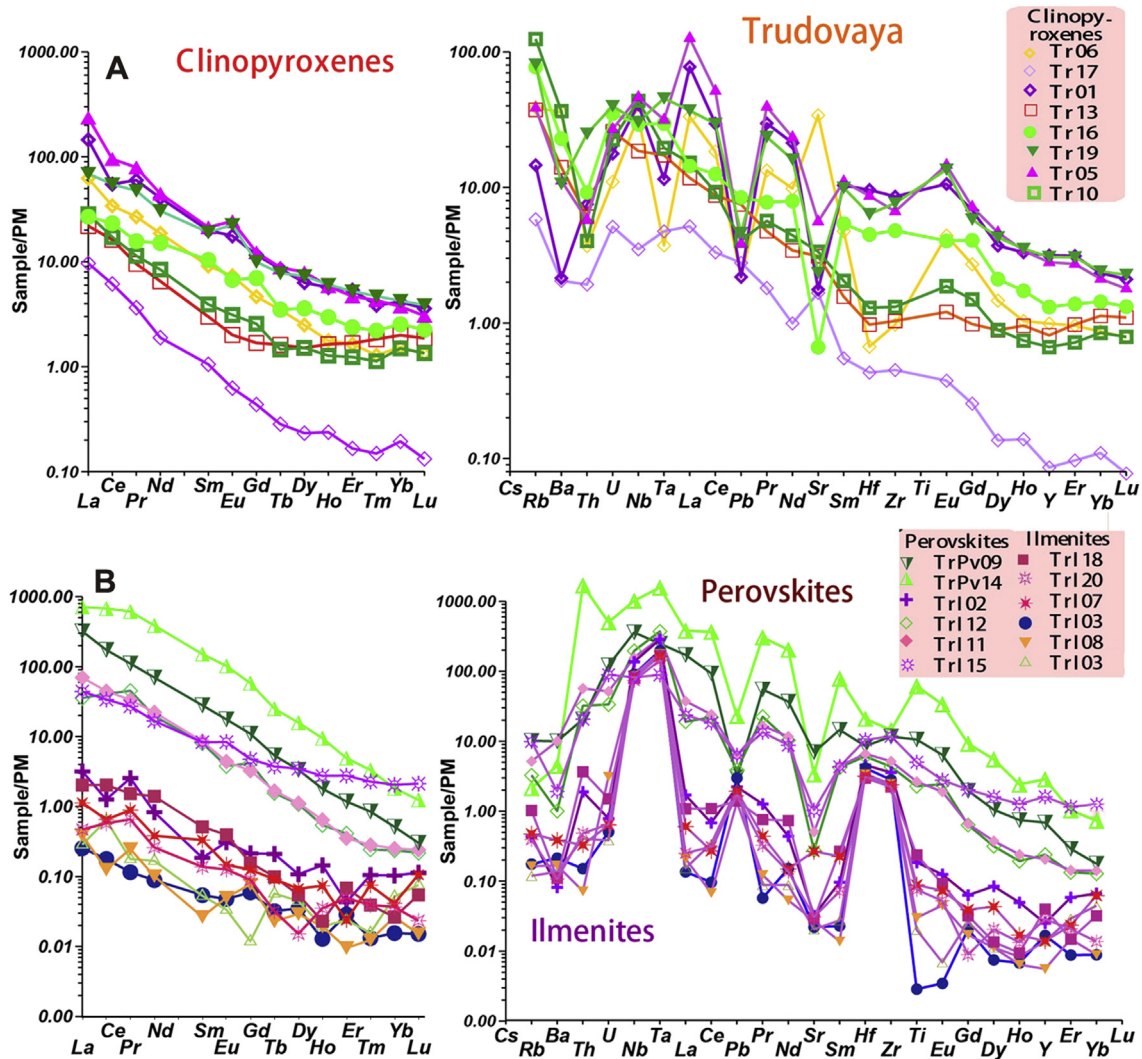 A
Clinopyroxenes
Sample/PM
1000.00
100.00
10.00
1.00
0.10
La Ce Pr Nd Sm Eu Gd Tb Dy Ho Er Tm Yb Lu
Trudovaya
Sample/PM
100.00
10.00
1.00
0.10
Cs Rb Ba Th U Nb Ta La Ce Pb Pr Nd Sr Sm Hf Zr Ti Eu Gd Dy Ho Y Er Yb Lu
Clinopy-
roxenes
Tr06
Tr17
Tr01
Tr13
Tr16
Tr19
Tr05
Tr10
B
Sample/PM
1000.00
100.00
10.00
1.00
0.10
0.01
0.00
La Ce Pr Nd Sm Eu Gd Tb Dy Ho Er Tm Yb Lu
Perovskites
Ilmenites
Sample/PM
1000.00
100.00
10.00
1.00
0.10
0.01
0.00
Cs Rb Ba Th U Nb Ta La Ce Pb Pr Nd Sr Sm Hf Zr Ti Eu Gd Dy Ho Y Er Yb Lu
Perovskites Ilmenites
TrPv09 TrI18
TrPv14 TrI20
TrI02 TrI07
TrI12 TrI03
TrI11 TrI08
TrI15 TrI03